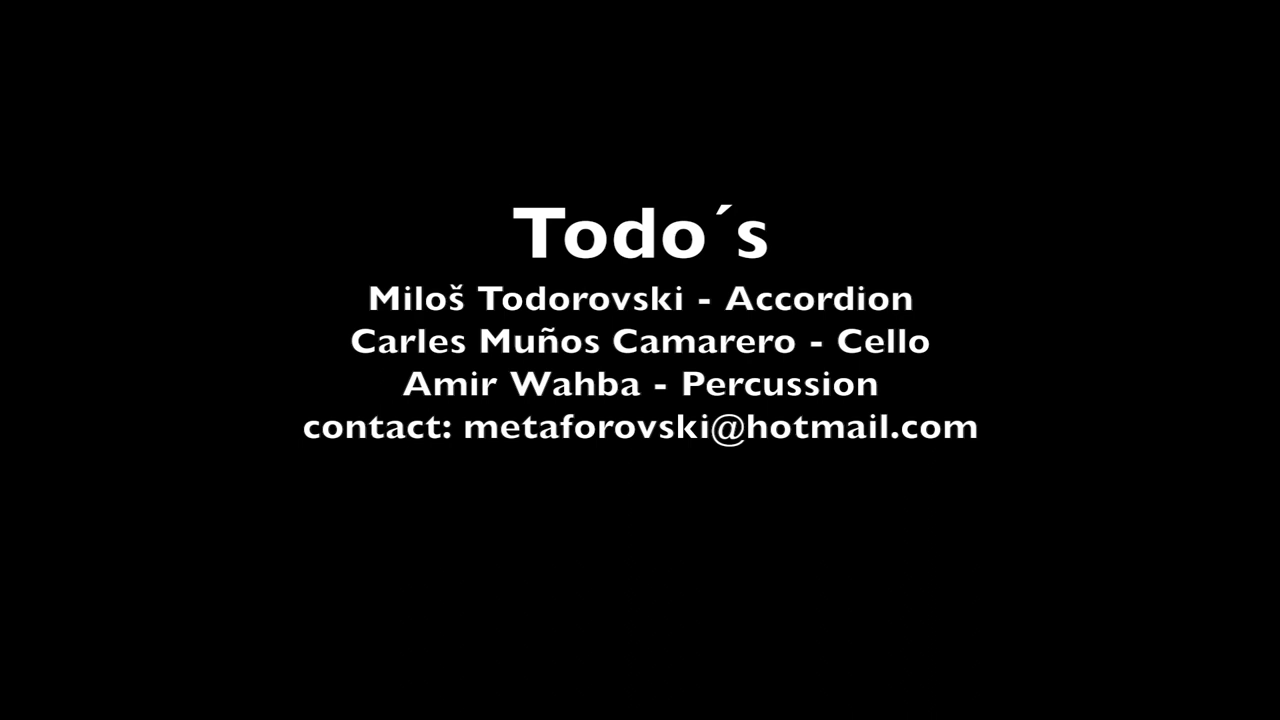 Todo´s
Miloš Todorovski - Accordion
Carles Muños Camarero - Cello
Amir Wahba - Percussion
contact: metaforovski@hotmail.com